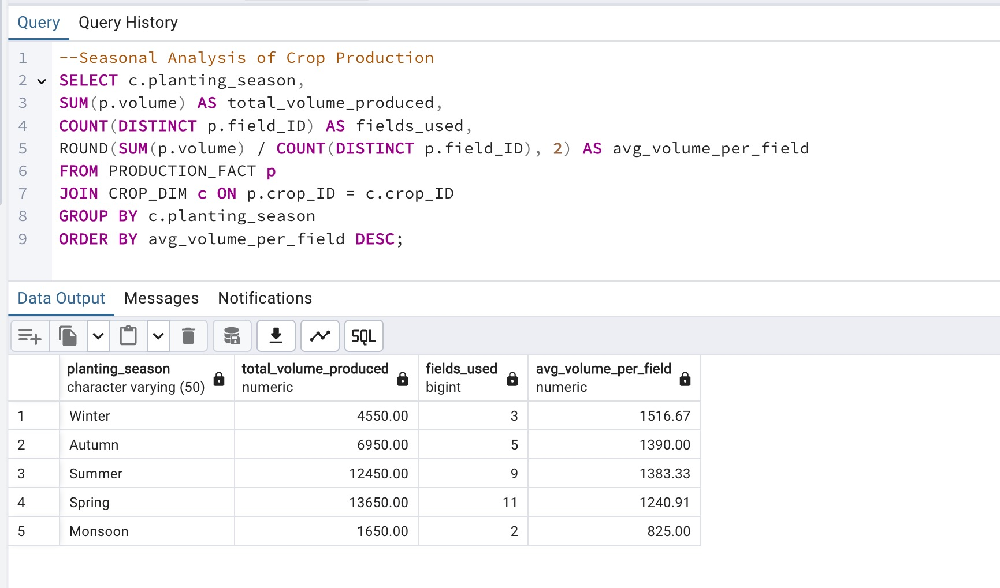 Query Query History
1 --Seasonal Analysis of Crop Production
2 SELECT c.planting_season,
3 SUM(p.volume) AS total_volume_produced,
4 COUNT(DISTINCT p.field_ID) AS fields_used,
5 ROUND(SUM(p.volume) / COUNT(DISTINCT p.field_ID), 2) AS avg_volume_per_field
6 FROM PRODUCTION_FACT p
7 JOIN CROP_DIM c ON p.crop_ID = c.crop_ID
8 GROUP BY c.planting_season
9 ORDER BY avg_volume_per_field DESC;
Data Output Messages Notifications
SQL
planting_season total_volume_produced fields_used avg_volume_per_field
character varying (50) numeric bigint numeric
1 Winter 4550.00 3 1516.67
2 Autumn 6950.00 5 1390.00
3 Summer 12450.00 9 1383.33
4 Spring 13650.00 11 1240.91
5 Monsoon 1650.00 2 825.00